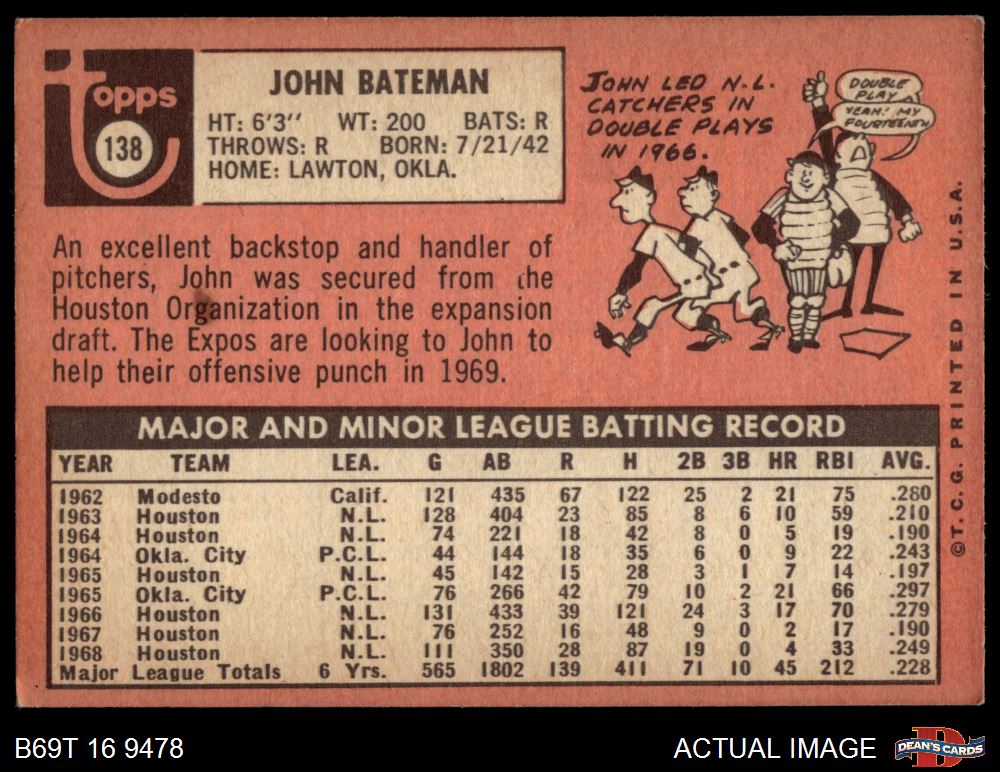 topps
138
JOHN BATEMAN
HT: 6'3" WT: 200 BATS: R
THROWS: R BORN: 7/21/42
HOME: LAWTON, OKLA.
JOHN LED N.L.
CATCHERS IN
DOUBLE PLAYS
IN 1966.
DOUBLE
PLAY
YEAH! MY
FOURTEENTH
An excellent backstop and handler of
pitchers, John was secured from the
Houston Organization in the expansion
draft. The Expos are looking to John to
help their offensive punch in 1969.
MAJOR AND MINOR LEAGUE BATTING RECORD
YEAR TEAM LEA. G AB R H 2B 3B HR RBI AVG.
1962 Modesto Calif. 121 435 67 122 25 2 21 75 .280
1963 Houston N.L. 128 404 23 85 8 6 10 59 .210
1964 Houston N.L. 74 221 18 42 8 0 5 19 .190
1964 Okla. City P.C.L. 44 144 18 35 6 0 9 22 .243
1965 Houston N.L. 45 142 15 28 3 1 7 14 .197
1965 Okla. City P.C.L. 76 266 42 79 10 2 21 66 .297
1966 Houston N.L. 131 433 39 121 24 3 17 70 .279
1967 Houston N.L. 76 252 16 48 9 0 2 17 .190
1968 Houston N.L. 111 350 28 87 19 0 4 33 .249
Major League Totals 6 Yrs. 565 1802 139 411 71 10 45 212 .228
©T.C.G. PRINTED IN U.S.A.
B69T 16 9478
ACTUAL IMAGE
DEAN'S CARDS